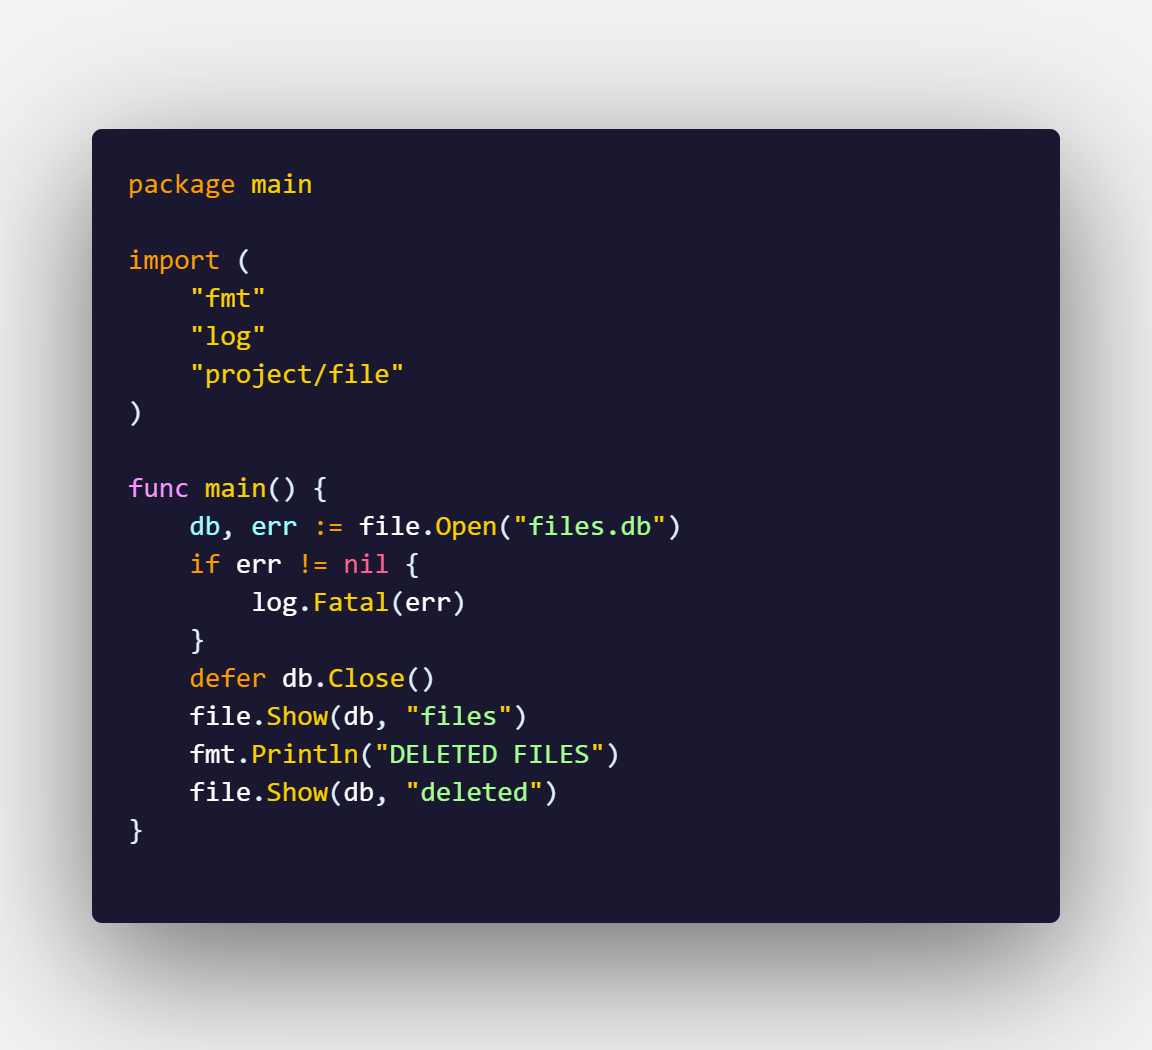 package main

import (
    "fmt"
    "log"
    "project/file"
)

func main() {
    db, err := file.Open("files.db")
    if err != nil {
        log.Fatal(err)
    }
    defer db.Close()
    file.Show(db, "files")
    fmt.Println("DELETED FILES")
    file.Show(db, "deleted")
}